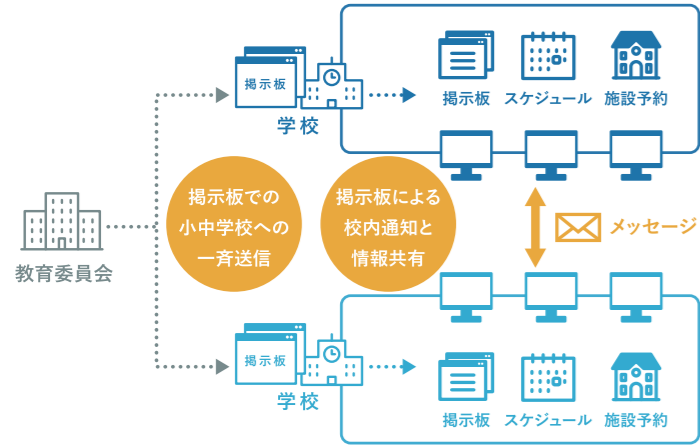 掲示板
学校
掲示板
スケジュール
施設予約
教育委員会
掲示板での
小中学校への
一斉送信
掲示板による
校内通知と
情報共有
メッセージ
掲示板
学校
掲示板
スケジュール
施設予約